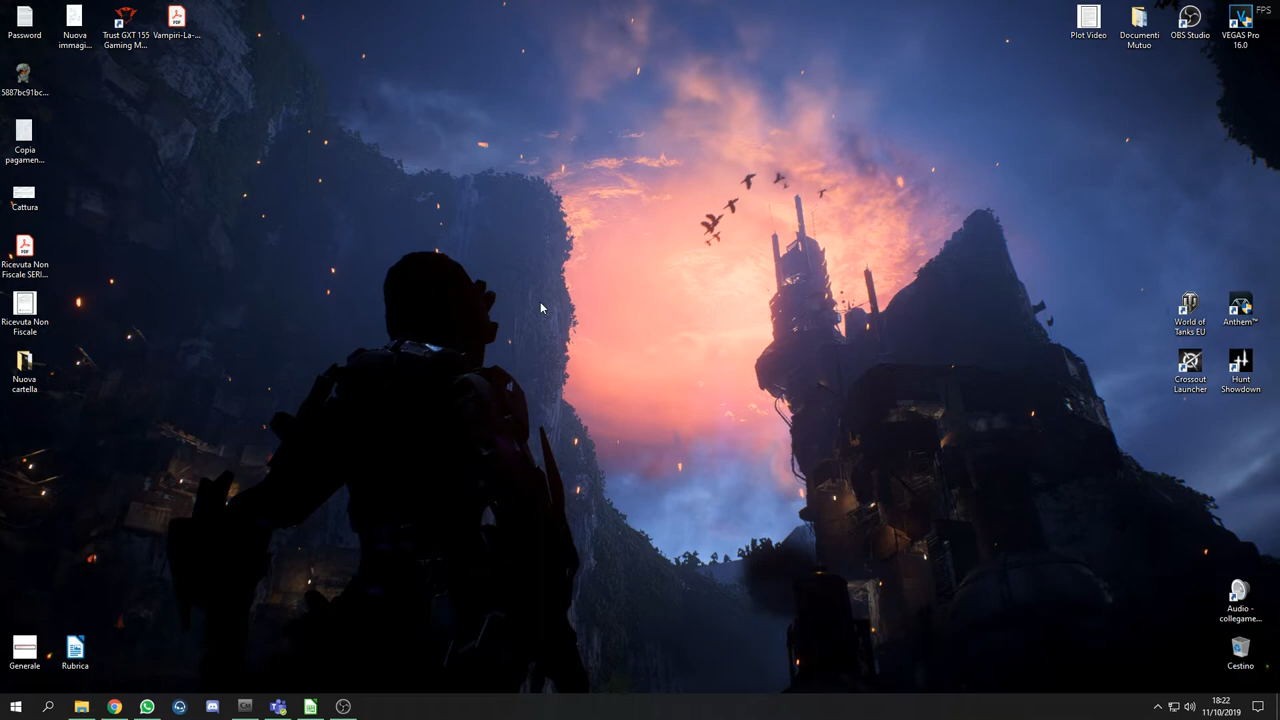 Password
Nuova
immagi...
Trust GXT 155
Gaming M...
Vampiri-La-...
Plot Video
Documenti
Mutuo
OBS Studio
VEGAS Pro
16.0
FPS
5887bc91bc...
Copia
pagamen...
Cattura
Ricevuta Non
Fiscale SERI...
Ricevuta Non
Fiscale
Nuova
cartella
World of
Tanks EU
Anthem™
Crossout
Launcher
Hunt
Showdown
Audio -
collegame...
Generale
Rubrica
Cestino
18:22
11/10/2019